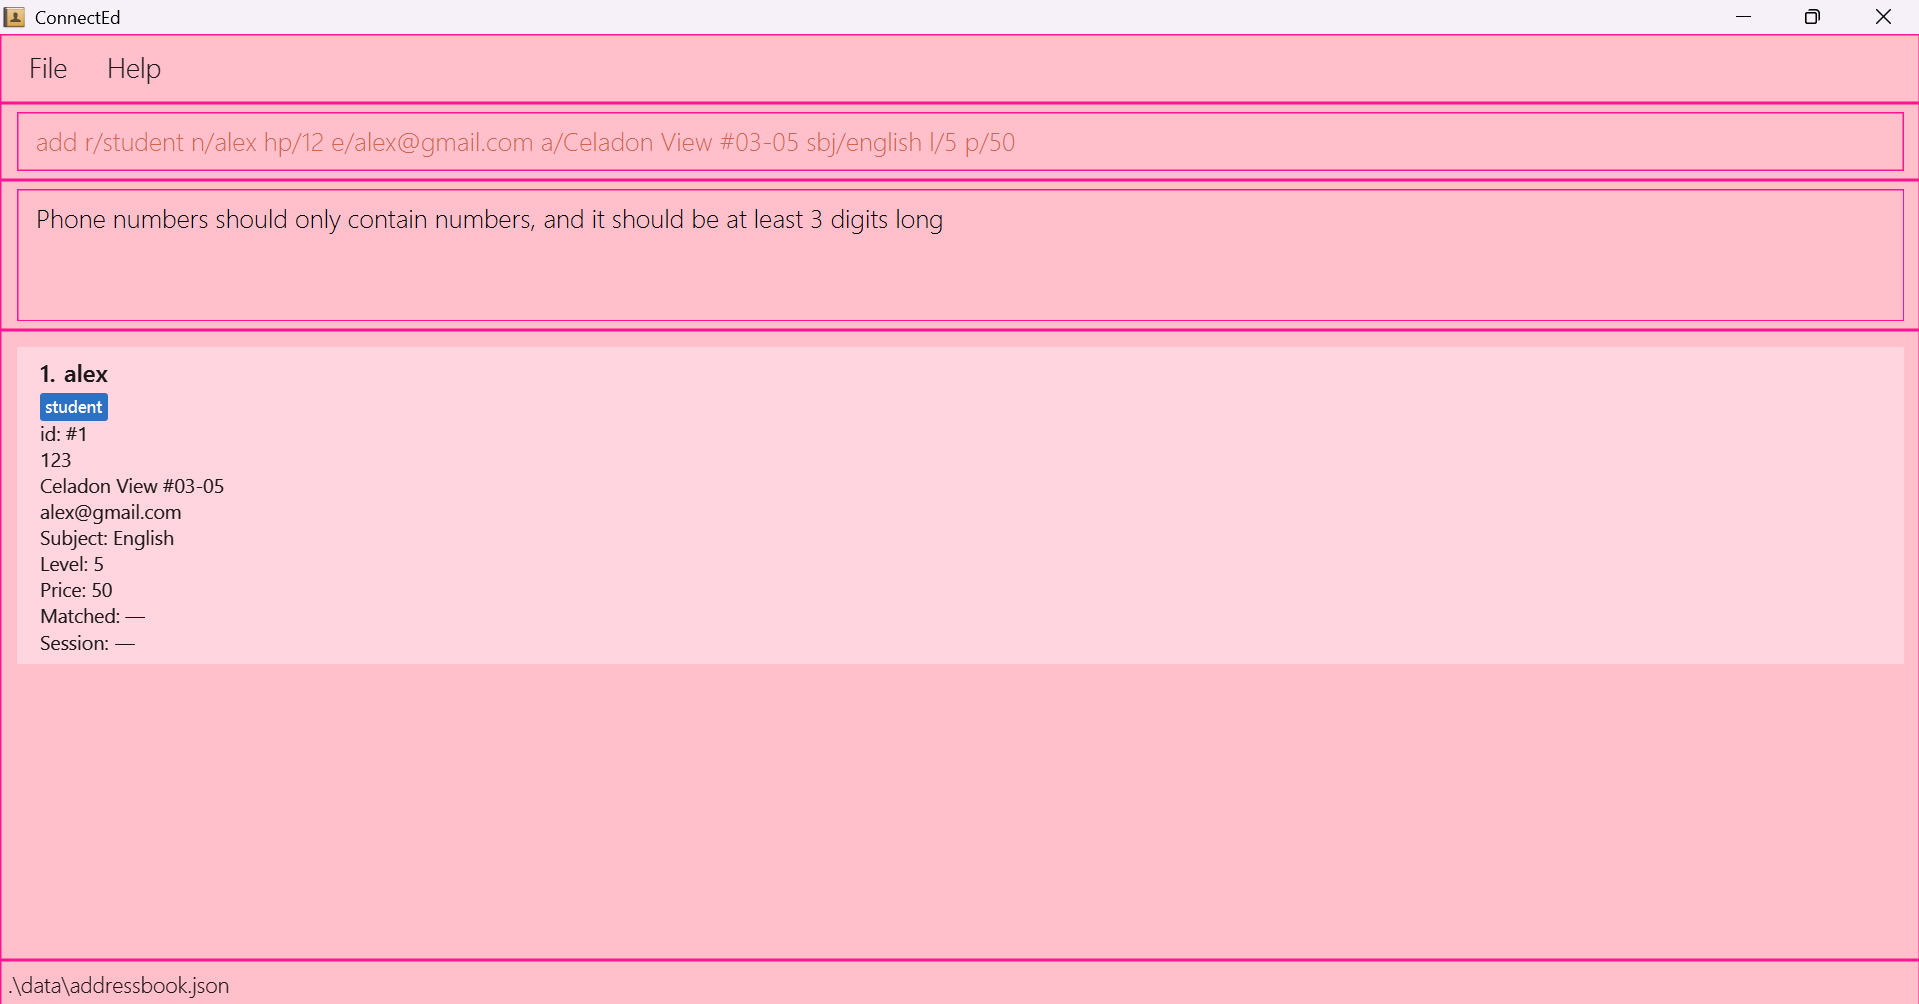 ConnectEd
File Help
add r/student n/alex hp/12 e/alex@gmail.com a/Celadon View #03-05 sbj/english l/5 p/50
Phone numbers should only contain numbers, and it should be at least 3 digits long
1. alex
student
id: #1
123
Celadon View #03-05
alex@gmail.com
Subject: English
Level: 5
Price: 50
Matched: —
Session: —
.\data\addressbook.json